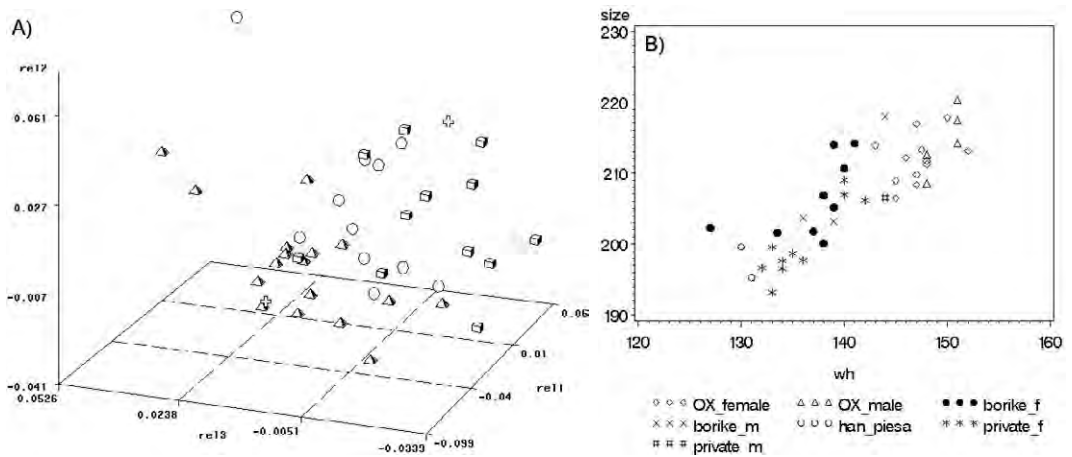 A)
rel2
0.061
0.027
-0.007
-0.041
0.0526
0.0238
-0.0051
-0.0339
rel3
0.06
0.01
-0.04
-0.099
rel1
size
B)
230
220
210
200
190
120 130 140 150 160
wh
OX_female OX_male borike_f
borike_m han_piesa private_f
private_m